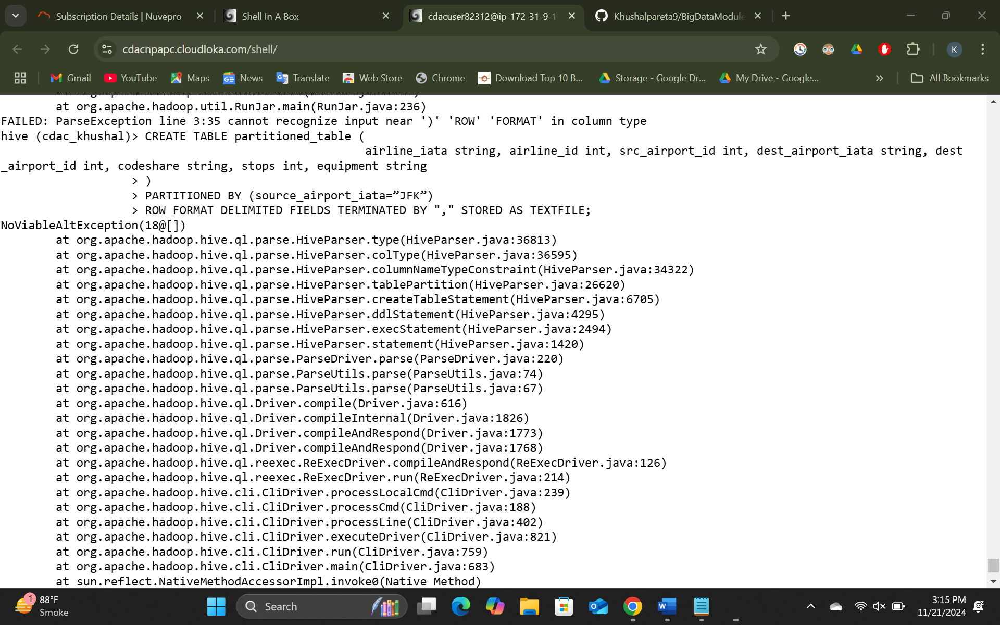 Subscription Details | Nuvepro
Shell In A Box
cdacuser82312@ip-172-31-9-1
Khushalpareta9/BigDataModule
cdacnpapc.cloudloka.com/shell/
K
Gmail
YouTube
Maps
News
Translate
Web Store
Chrome
Download Top 10 B...
Storage - Google Dr...
My Drive - Google...
All Bookmarks
at org.apache.hadoop.util.RunJar.main(RunJar.java:236)
FAILED: ParseException line 3:35 cannot recognize input near ')' 'ROW' 'FORMAT' in column type
hive (cdac_khushal)> CREATE TABLE partitioned_table (
airline_iata string, airline_id int, src_airport_id int, dest_airport_iata string, dest
_airport_id int, codeshare string, stops int, equipment string
> )
> PARTITIONED BY (source_airport_iata=”JFK”)
> ROW FORMAT DELIMITED FIELDS TERMINATED BY "," STORED AS TEXTFILE;
NoViableAltException(18@[])
at org.apache.hadoop.hive.ql.parse.HiveParser.type(HiveParser.java:36813)
at org.apache.hadoop.hive.ql.parse.HiveParser.colType(HiveParser.java:36595)
at org.apache.hadoop.hive.ql.parse.HiveParser.columnNameTypeConstraint(HiveParser.java:34322)
at org.apache.hadoop.hive.ql.parse.HiveParser.tablePartition(HiveParser.java:26620)
at org.apache.hadoop.hive.ql.parse.HiveParser.createTableStatement(HiveParser.java:6705)
at org.apache.hadoop.hive.ql.parse.HiveParser.ddlStatement(HiveParser.java:4295)
at org.apache.hadoop.hive.ql.parse.HiveParser.execStatement(HiveParser.java:2494)
at org.apache.hadoop.hive.ql.parse.HiveParser.statement(HiveParser.java:1420)
at org.apache.hadoop.hive.ql.parse.ParseDriver.parse(ParseDriver.java:220)
at org.apache.hadoop.hive.ql.parse.ParseUtils.parse(ParseUtils.java:74)
at org.apache.hadoop.hive.ql.parse.ParseUtils.parse(ParseUtils.java:67)
at org.apache.hadoop.hive.ql.Driver.compile(Driver.java:616)
at org.apache.hadoop.hive.ql.Driver.compileInternal(Driver.java:1826)
at org.apache.hadoop.hive.ql.Driver.compileAndRespond(Driver.java:1773)
at org.apache.hadoop.hive.ql.Driver.compileAndRespond(Driver.java:1768)
at org.apache.hadoop.hive.ql.reexec.ReExecDriver.compileAndRespond(ReExecDriver.java:126)
at org.apache.hadoop.hive.ql.reexec.ReExecDriver.run(ReExecDriver.java:214)
at org.apache.hadoop.hive.cli.CliDriver.processLocalCmd(CliDriver.java:239)
at org.apache.hadoop.hive.cli.CliDriver.processCmd(CliDriver.java:188)
at org.apache.hadoop.hive.cli.CliDriver.processLine(CliDriver.java:402)
at org.apache.hadoop.hive.cli.CliDriver.executeDriver(CliDriver.java:821)
at org.apache.hadoop.hive.cli.CliDriver.run(CliDriver.java:759)
at org.apache.hadoop.hive.cli.CliDriver.main(CliDriver.java:683)
at sun.reflect.NativeMethodAccessorImpl.invoke0(Native Method)
1
88°F
Smoke
Search
3:15 PM
11/21/2024